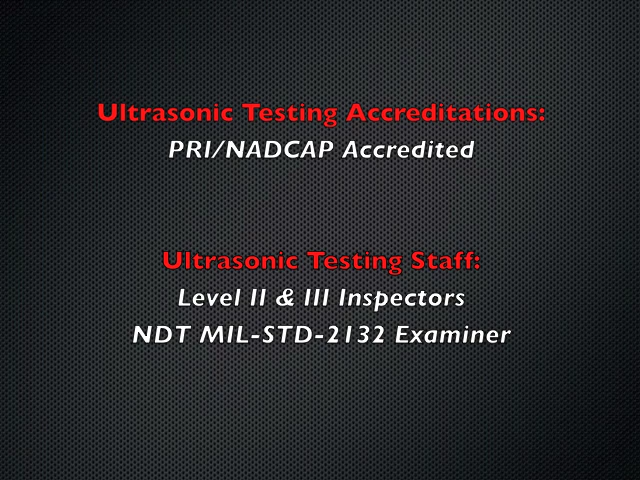 Ultrasonic Testing Accreditations:
PRI/NADCAP Accredited
Ultrasonic Testing Staff:
Level II & III Inspectors
NDT MIL-STD-2132 Examiner